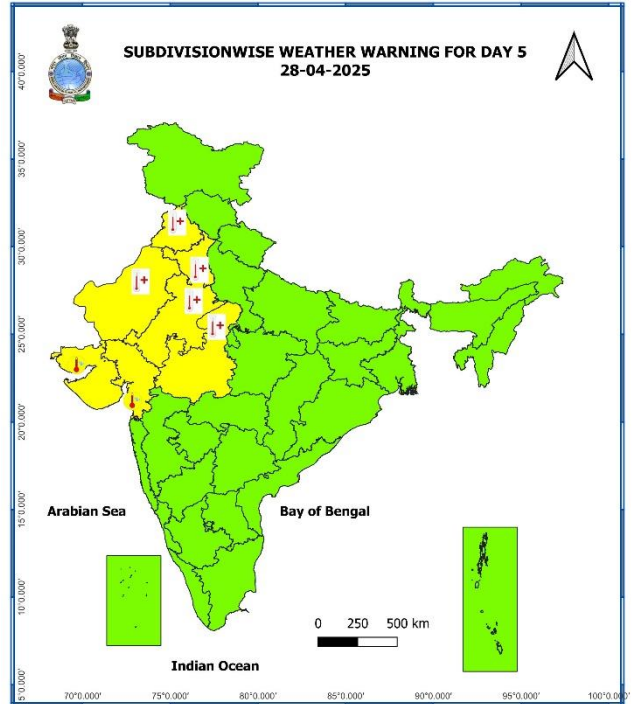 SUBDIVISIONWISE WEATHER WARNING FOR DAY 5
28-04-2025
40°0.000'
35°0.000'
30°0.000'
25°0.000'
20°0.000'
15°0.000'
10°0.000'
5°0.000'
Arabian Sea
Bay of Bengal
0 250 500 km
Indian Ocean
70°0.000' 75°0.000' 80°0.000' 85°0.000' 90°0.000' 95°0.000' 100°0.000'